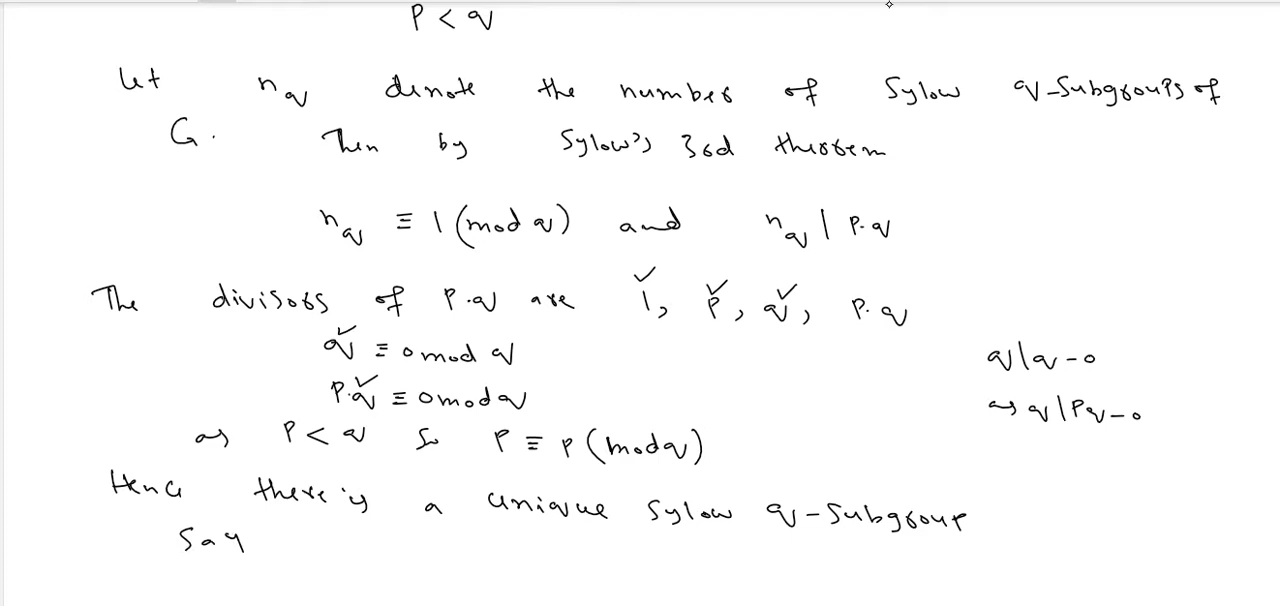 P < q
Let n_q denote the number of Sylow q-Subgroups of
G. Then by Sylow's 3rd theorem
n_q ≡ 1 (mod q) and n_q | P.q
The divisors of P.q are 1, P, q, P.q
q ≡ 0 mod q q|q-0
P.q ≡ 0 mod q as q|Pq-0
as P < q So P ≡ P (mod q)
Hence there is a unique Sylow q-Subgroup
Say